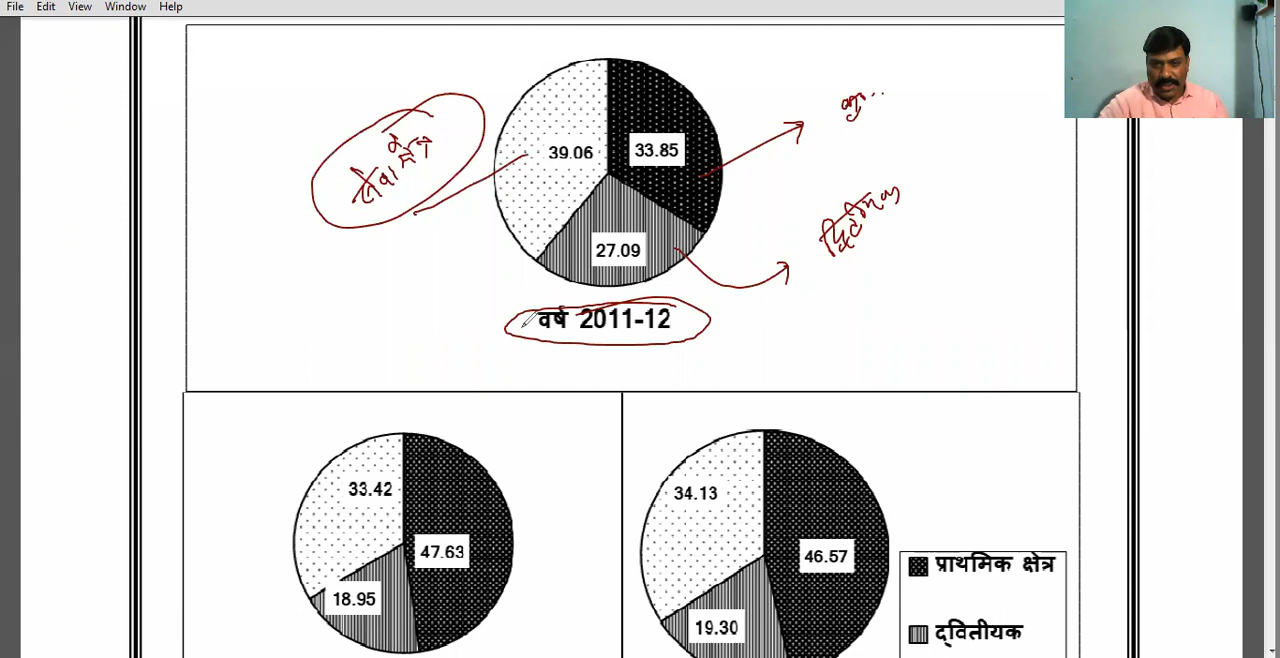 File Edit View Window Help
39.06
33.85
27.09
सेवा क्षेत्र
द्वितीयक
वर्ष 2011-12
33.42
47.63
18.95
34.13
46.57
19.30
प्राथमिक क्षेत्र
द्वितीयक